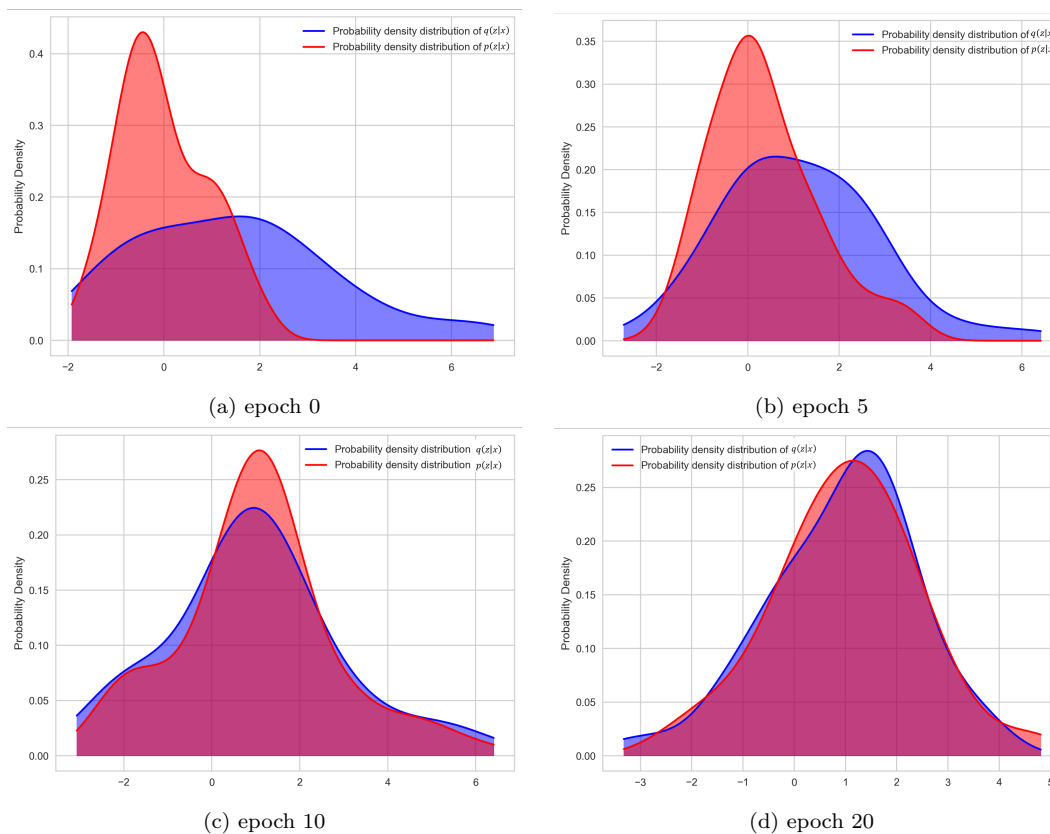 Probability density distribution of q(z|x)
Probability density distribution of p(z|x)
Probability Density
0.4
0.3
0.2
0.1
0.0
−2 0 2 4 6
(a) epoch 0
Probability density distribution of q(z|x
Probability density distribution of p(z|x
Probability Density
0.35
0.30
0.25
0.20
0.15
0.10
0.05
0.00
−2 0 2 4 6
(b) epoch 5
Probability density distribution q(z|x)
Probability density distribution p(z|x)
Probability Density
0.25
0.20
0.15
0.10
0.05
0.00
−2 0 2 4 6
(c) epoch 10
Probability density distribution of q(z|x)
Probability density distribution of p(z|x)
Probability Density
0.25
0.20
0.15
0.10
0.05
0.00
−3 −2 −1 0 1 2 3 4 5
(d) epoch 20